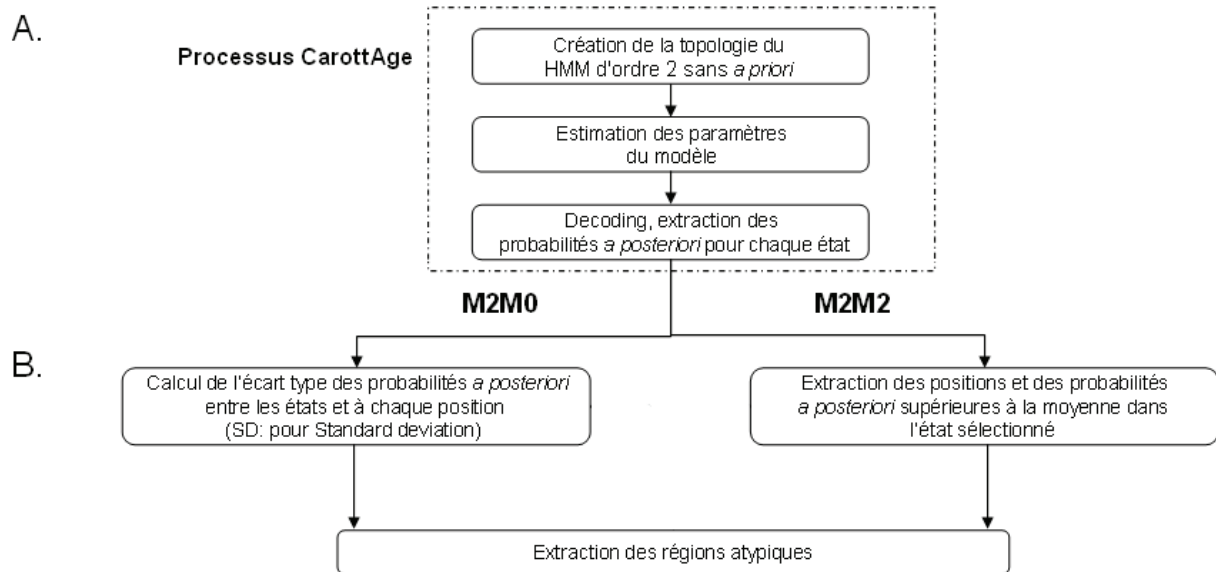 A.
Processus CarottAge
Création de la topologie du
HMM d'ordre 2 sans a priori
Estimation des paramètres
du modèle
Decoding, extraction des
probabilités a posteriori pour chaque état
M2M0
M2M2
B.
Calcul de l'écart type des probabilités a posteriori
entre les états et à chaque position
(SD: pour Standard deviation)
Extraction des positions et des probabilités
a posteriori supérieures à la moyenne dans
l'état sélectionné
Extraction des régions atypiques